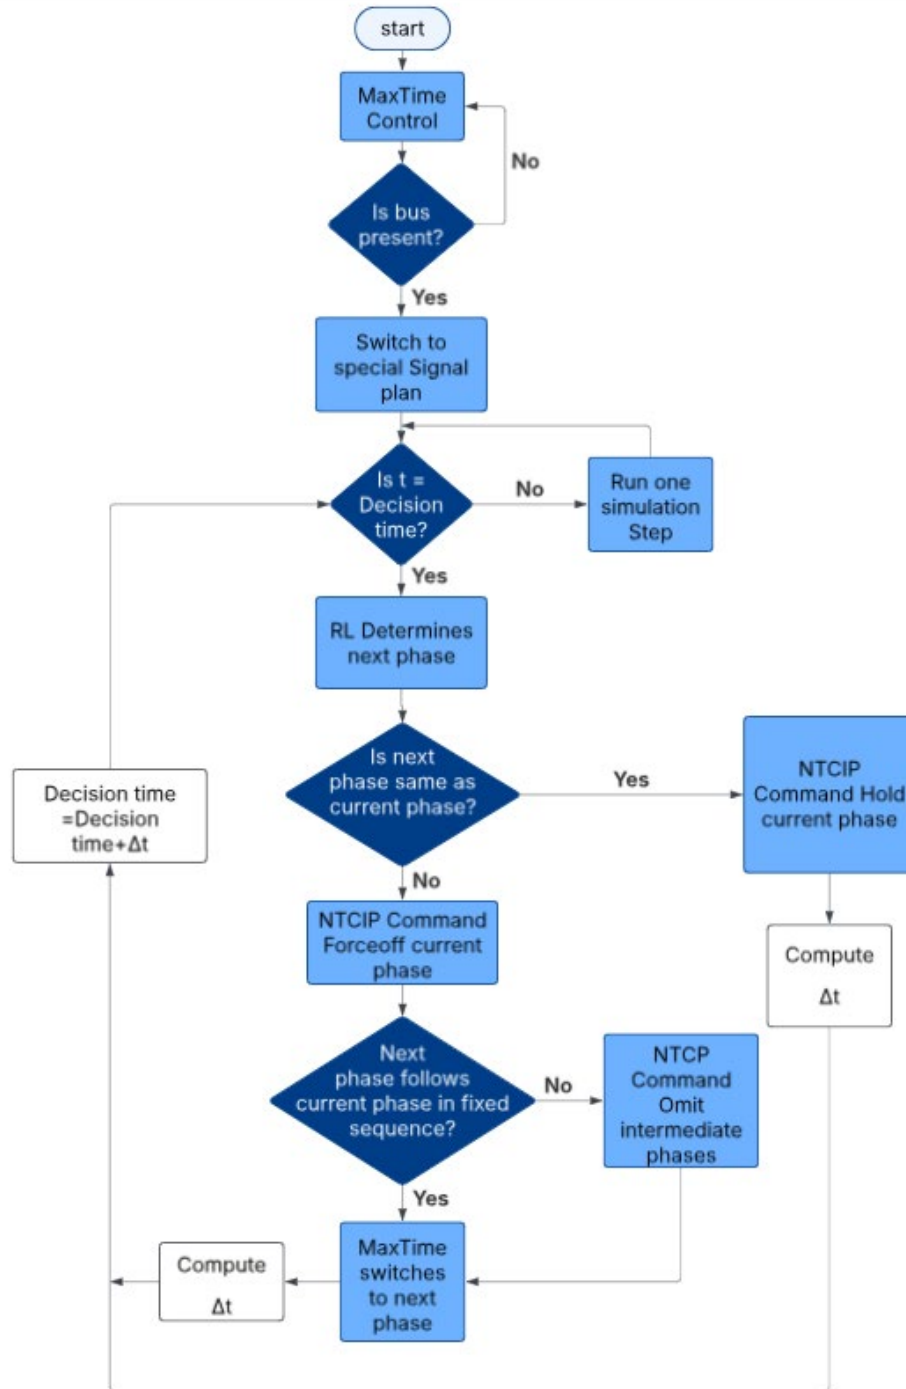 start
MaxTime
Control
No
Is bus
present?
Yes
Switch to
special Signal
plan
Is t =
Decision
time?
No
Run one
simulation
Step
Yes
RL Determines
next phase
Is next
phase same as
current phase?
Yes
NTCIP
Command Hold
current phase
Decision time
=Decision
time+Δt
No
NTCIP Command
Forceoff current
phase
Compute
Δt
Next
phase follows
current phase in fixed
sequence?
No
NTCP
Command
Omit
intermediate
phases
Yes
MaxTime
switches
to next
phase
Compute
Δt